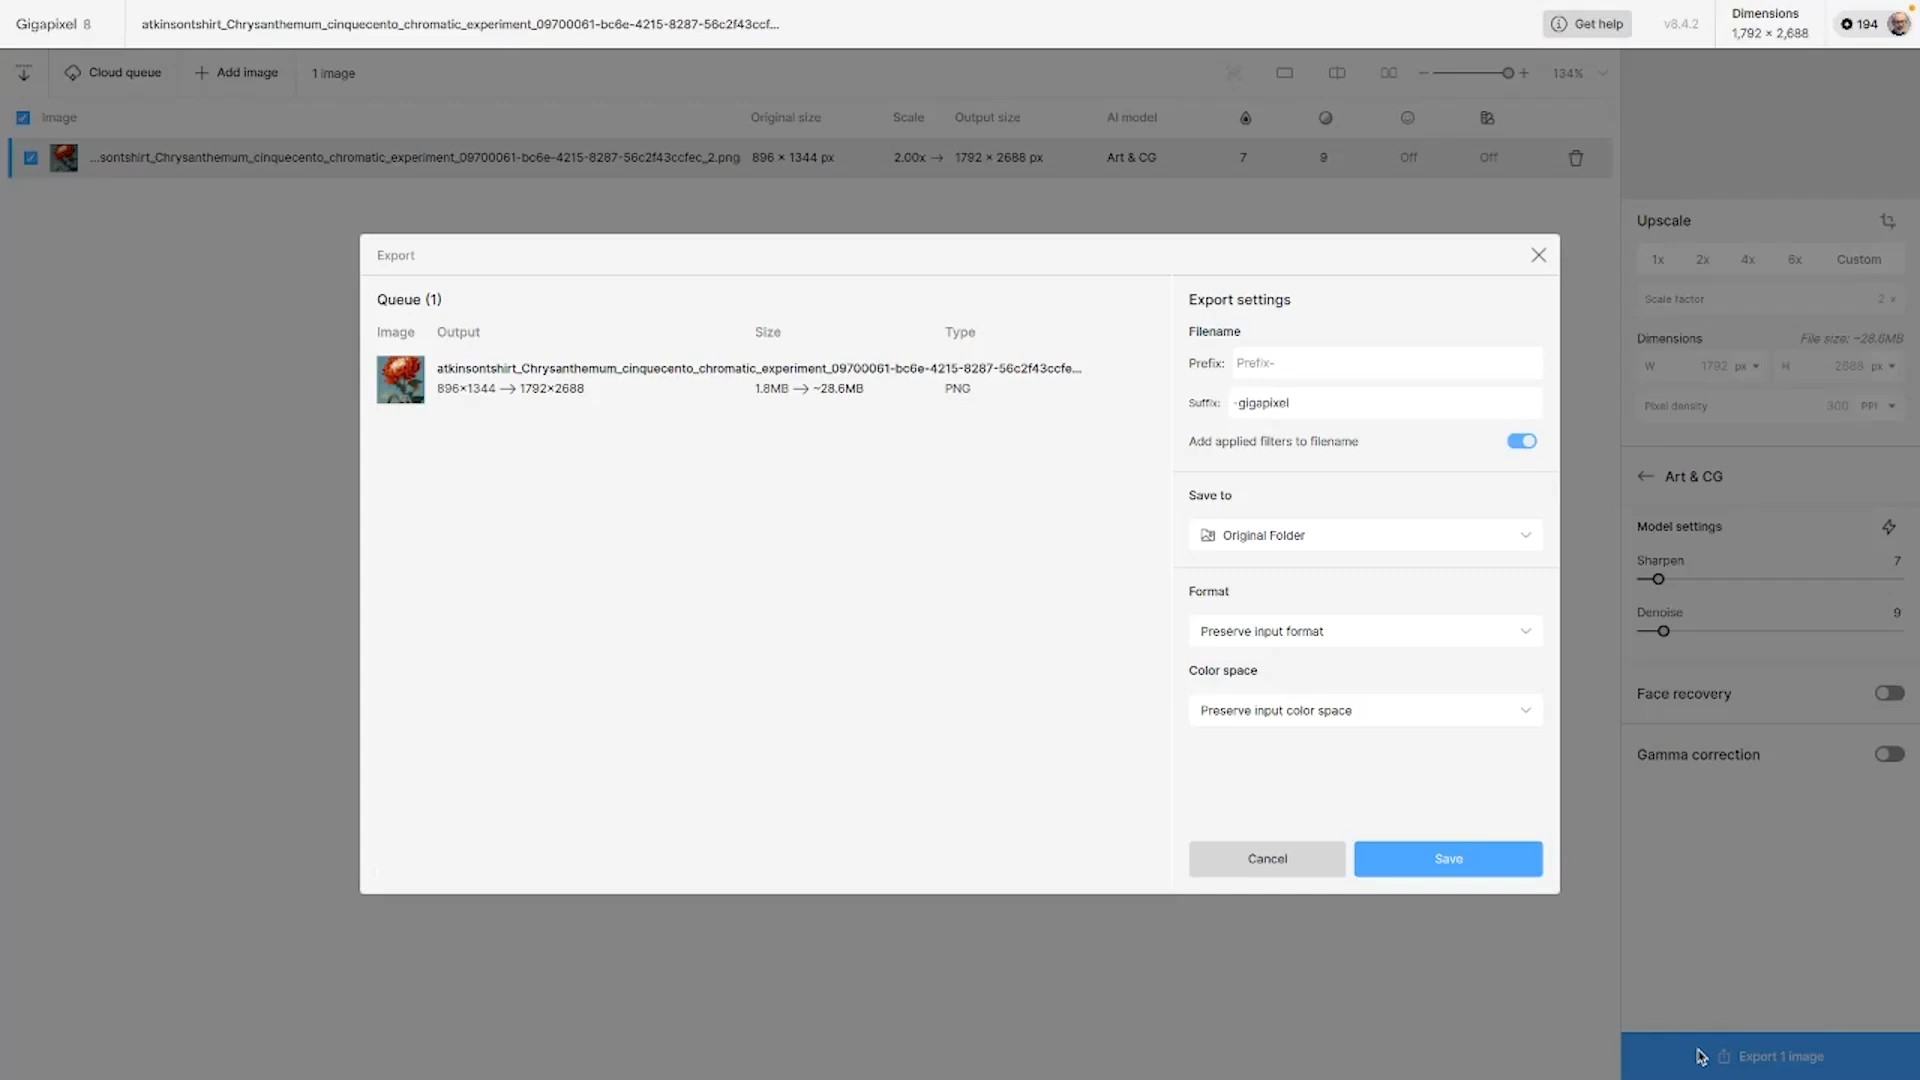 Gigapixel 8
atkinsontshirt_Chrysanthemum_cinquecento_chromatic_experiment_09700061-bc6e-4215-8287-56c2f43ccf...
Get help
v8.4.2
Dimensions
1,792 × 2,688
194
Cloud queue
Add image
1 image
134%
Image
Original size
Scale
Output size
AI model
...sontshirt_Chrysanthemum_cinquecento_chromatic_experiment_09700061-bc6e-4215-8287-56c2f43ccfec_2.png
896 × 1344 px
2.00x → 1792 × 2688 px
Art & CG
7
9
Off
Off
Export
Queue (1)
Image
Output
Size
Type
atkinsontshirt_Chrysanthemum_cinquecento_chromatic_experiment_09700061-bc6e-4215-8287-56c2f43ccfe...
896×1344 → 1792×2688
1.8MB → ~28.6MB
PNG
Export settings
Filename
Prefix:
Prefix-
Suffix:
-gigapixel
Add applied filters to filename
Save to
Original Folder
Format
Preserve input format
Color space
Preserve input color space
Cancel
Save
Upscale
1x
2x
4x
6x
Custom
Scale factor
2 x
Dimensions
File size: ~28.6MB
W
1792 px
H
2688 px
Pixel density
300
PPI
Art & CG
Model settings
Sharpen
7
Denoise
9
Face recovery
Gamma correction
Export 1 image